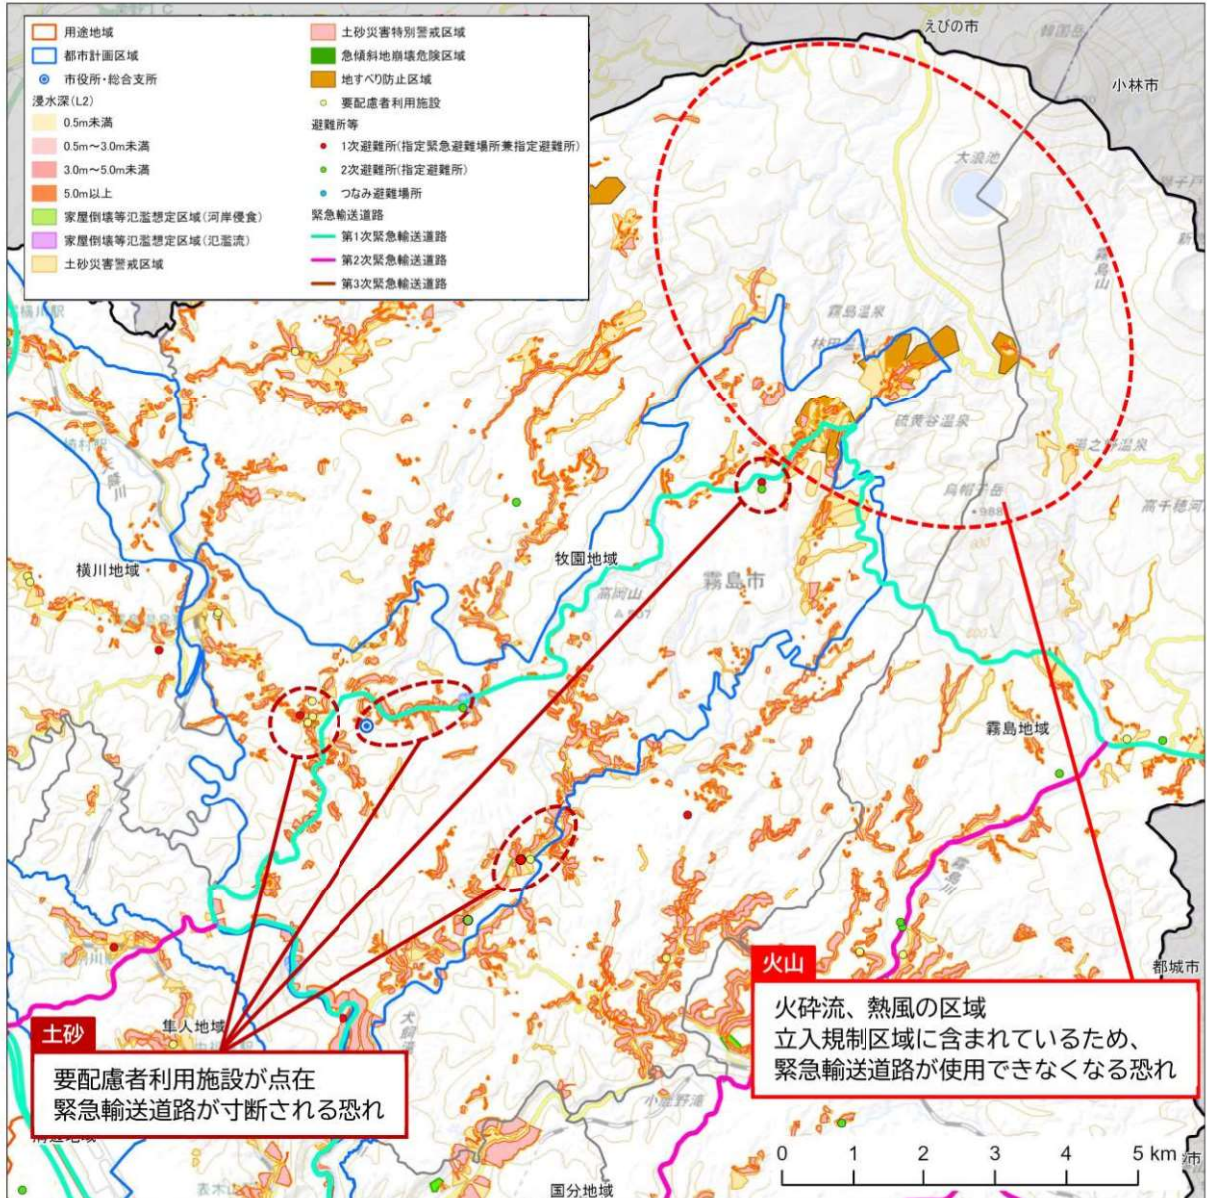 用途地域
都市計画区域
市役所・総合支所
浸水深(L2)
0.5m未満
0.5m～3.0m未満
3.0m～5.0m未満
5.0m以上
家屋倒壊等氾濫想定区域(河岸侵食)
家屋倒壊等氾濫想定区域(氾濫流)
土砂災害警戒区域
土砂災害特別警戒区域
急傾斜地崩壊危険区域
地すべり防止区域
要配慮者利用施設
避難所等
1次避難所(指定緊急避難場所兼指定避難所)
2次避難所(指定避難所)
つなみ避難場所
緊急輸送道路
第1次緊急輸送道路
第2次緊急輸送道路
第3次緊急輸送道路
えびの市
韓国岳
小林市
大浪池
霧島山
霧島温泉
硫黄谷温泉
烏帽子岳
988
高千穂河
横川地域
牧園地域
霧島市
高岡山
霧島地域
霧島川
都城市
火山
火砕流、熱風の区域
立入規制区域に含まれているため、
緊急輸送道路が使用できなくなる恐れ
隼人地域
犬飼滝
土砂
要配慮者利用施設が点在
緊急輸送道路が寸断される恐れ
小鹿野滝
国分地域
表木山
0 1 2 3 4 5 km